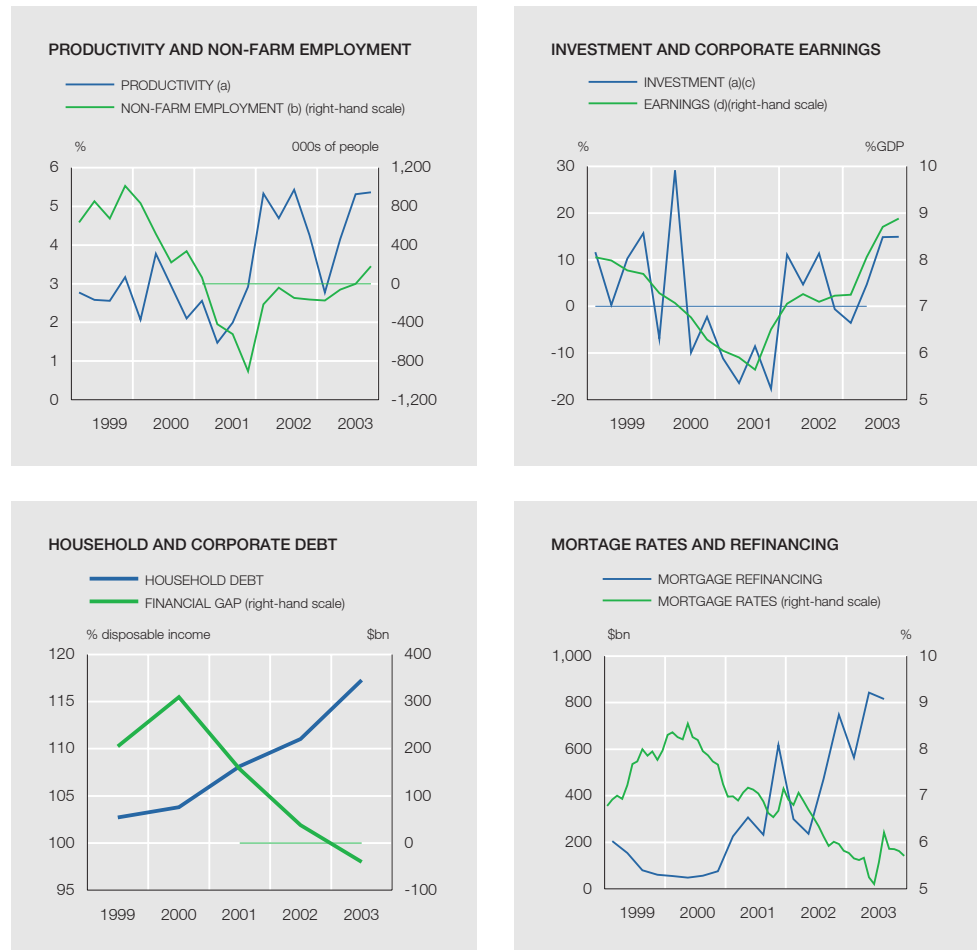 PRODUCTIVITY AND NON-FARM EMPLOYMENT
PRODUCTIVITY (a)
NON-FARM EMPLOYMENT (b) (right-hand scale)
% 000s of people
6 1,200
5 800
4 400
3 0
2 -400
1 -800
0 -1,200
1999 2000 2001 2002 2003
INVESTMENT AND CORPORATE EARNINGS
INVESTMENT (a)(c)
EARNINGS (d)(right-hand scale)
% %GDP
30 10
20 9
10 8
0 7
-10 6
-20 5
1999 2000 2001 2002 2003
HOUSEHOLD AND CORPORATE DEBT
HOUSEHOLD DEBT
FINANCIAL GAP (right-hand scale)
% disposable income $bn
120 400
115 300
110 200
105 100
100 0
95 -100
1999 2000 2001 2002 2003
MORTAGE RATES AND REFINANCING
MORTGAGE REFINANCING
MORTGAGE RATES (right-hand scale)
$bn %
1,000 10
800 9
600 8
400 7
200 6
0 5
1999 2000 2001 2002 2003